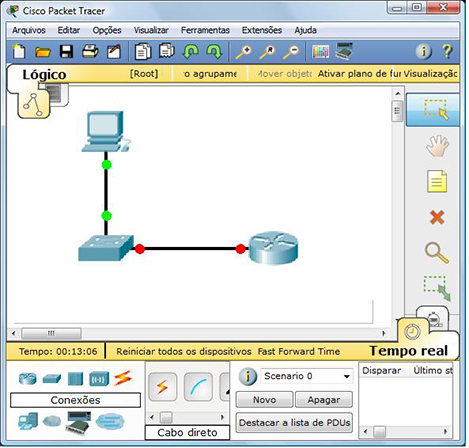 Cisco Packet Tracer
Arquivos Editar Opções Visualizar Ferramentas Extensões Ajuda
Lógico [Root] o agrupame Mover objeto Ativar plano de fur Visualização
Tempo: 00:13:06 Reiniciar todos os dispositivos Fast Forward Time Tempo real
Conexões
Cabo direto
Scenario 0
Novo Apagar
Destacar a lista de PDUs
Disparar Último st